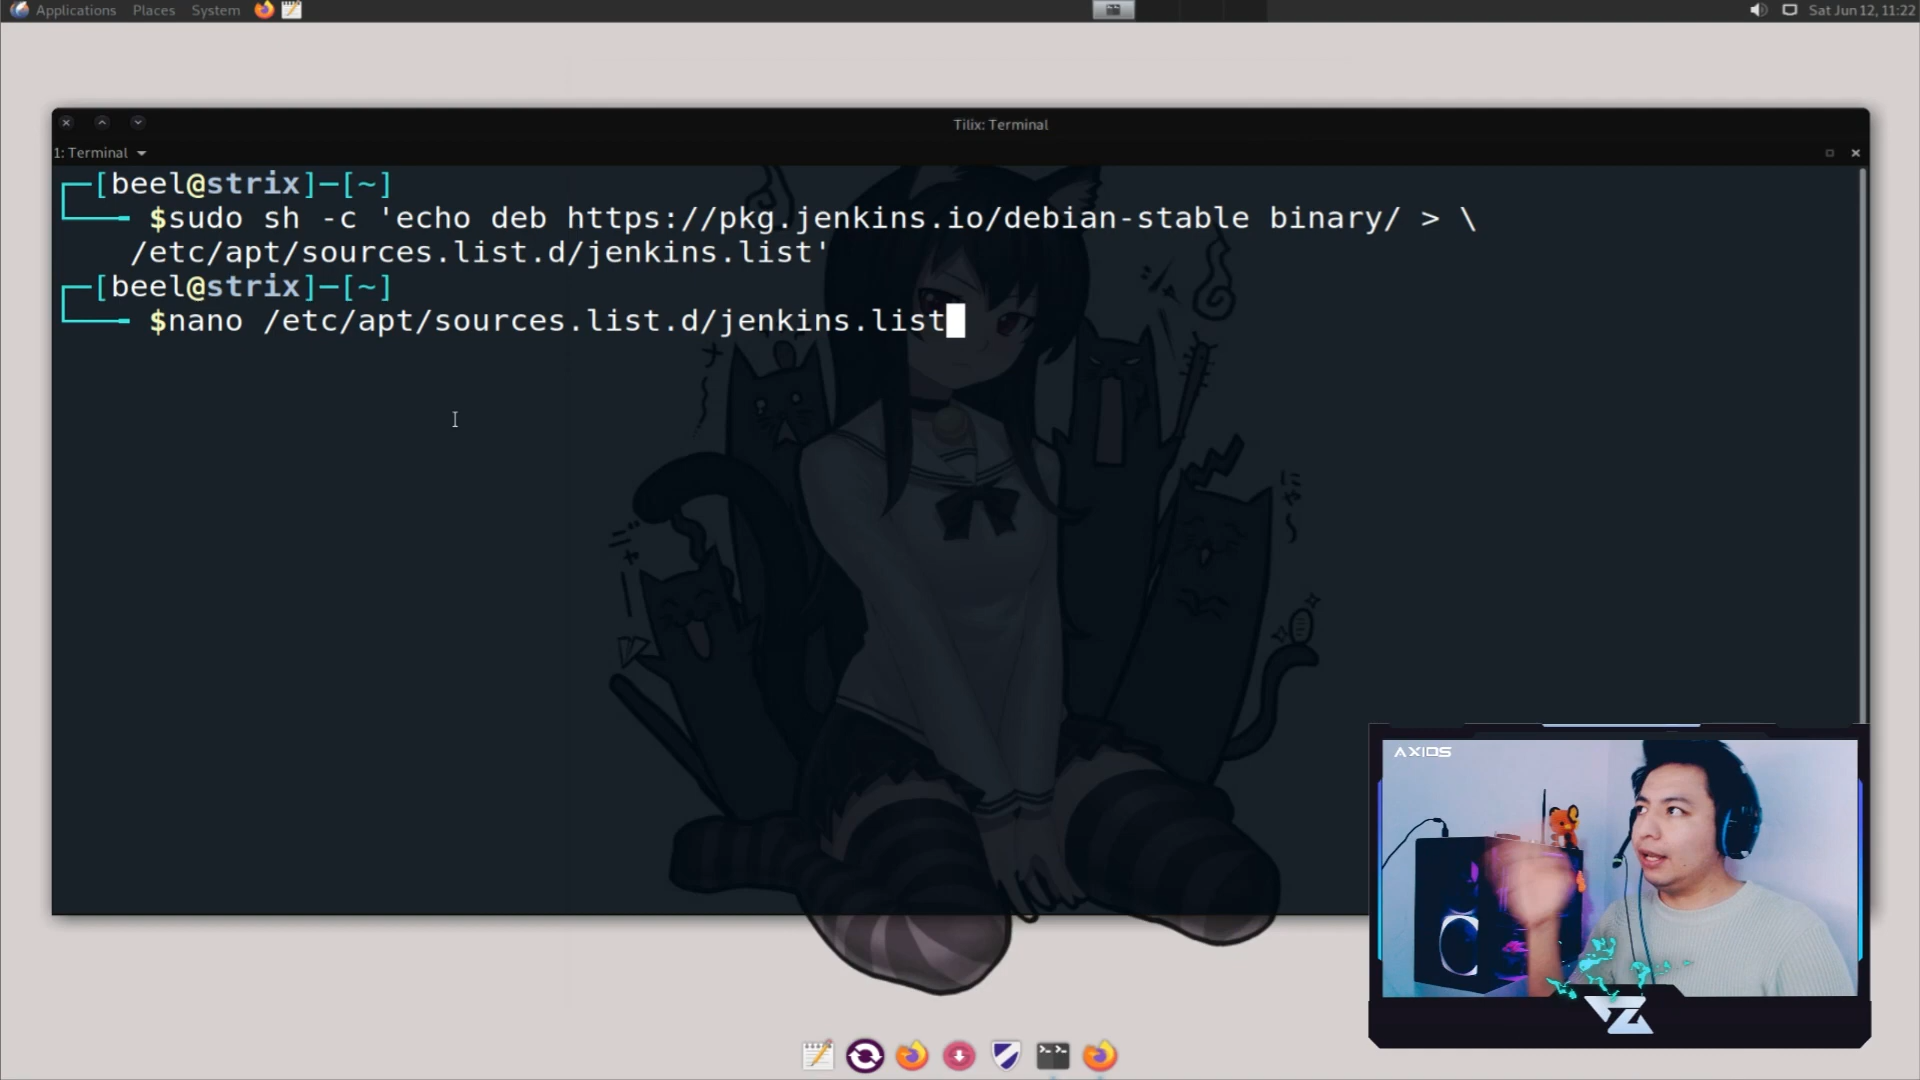 Applications Places System
Sat Jun 12, 11:22
Tilix: Terminal
1: Terminal
[beel@strix]─[~]
$sudo sh -c 'echo deb https://pkg.jenkins.io/debian-stable binary/ > \
/etc/apt/sources.list.d/jenkins.list'
[beel@strix]─[~]
$nano /etc/apt/sources.list.d/jenkins.list
AXIOS